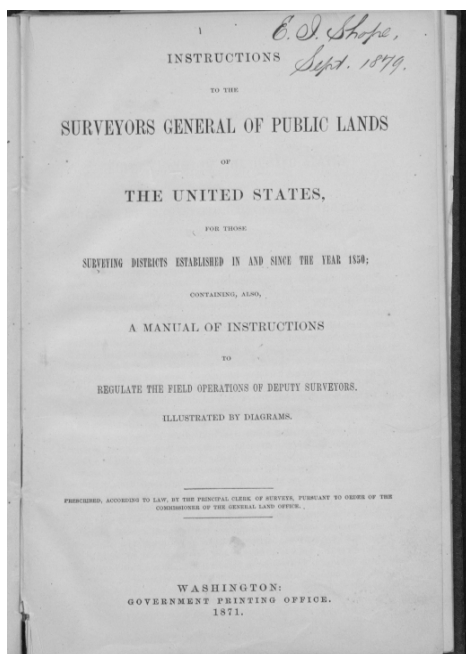 E. I. Shope,
Sept. 1879.
INSTRUCTIONS
TO THE
SURVEYORS GENERAL OF PUBLIC LANDS
OF
THE UNITED STATES,
FOR THOSE
SURVEYING DISTRICTS ESTABLISHED IN AND SINCE THE YEAR 1850;
CONTAINING, ALSO,
A MANUAL OF INSTRUCTIONS
TO
REGULATE THE FIELD OPERATIONS OF DEPUTY SURVEYORS.
ILLUSTRATED BY DIAGRAMS.
PRESCRIBED, ACCORDING TO LAW, BY THE PRINCIPAL CLERK OF SURVEYS, PURSUANT TO ORDER OF THE
COMMISSIONER OF THE GENERAL LAND OFFICE.
WASHINGTON:
GOVERNMENT PRINTING OFFICE.
1871.